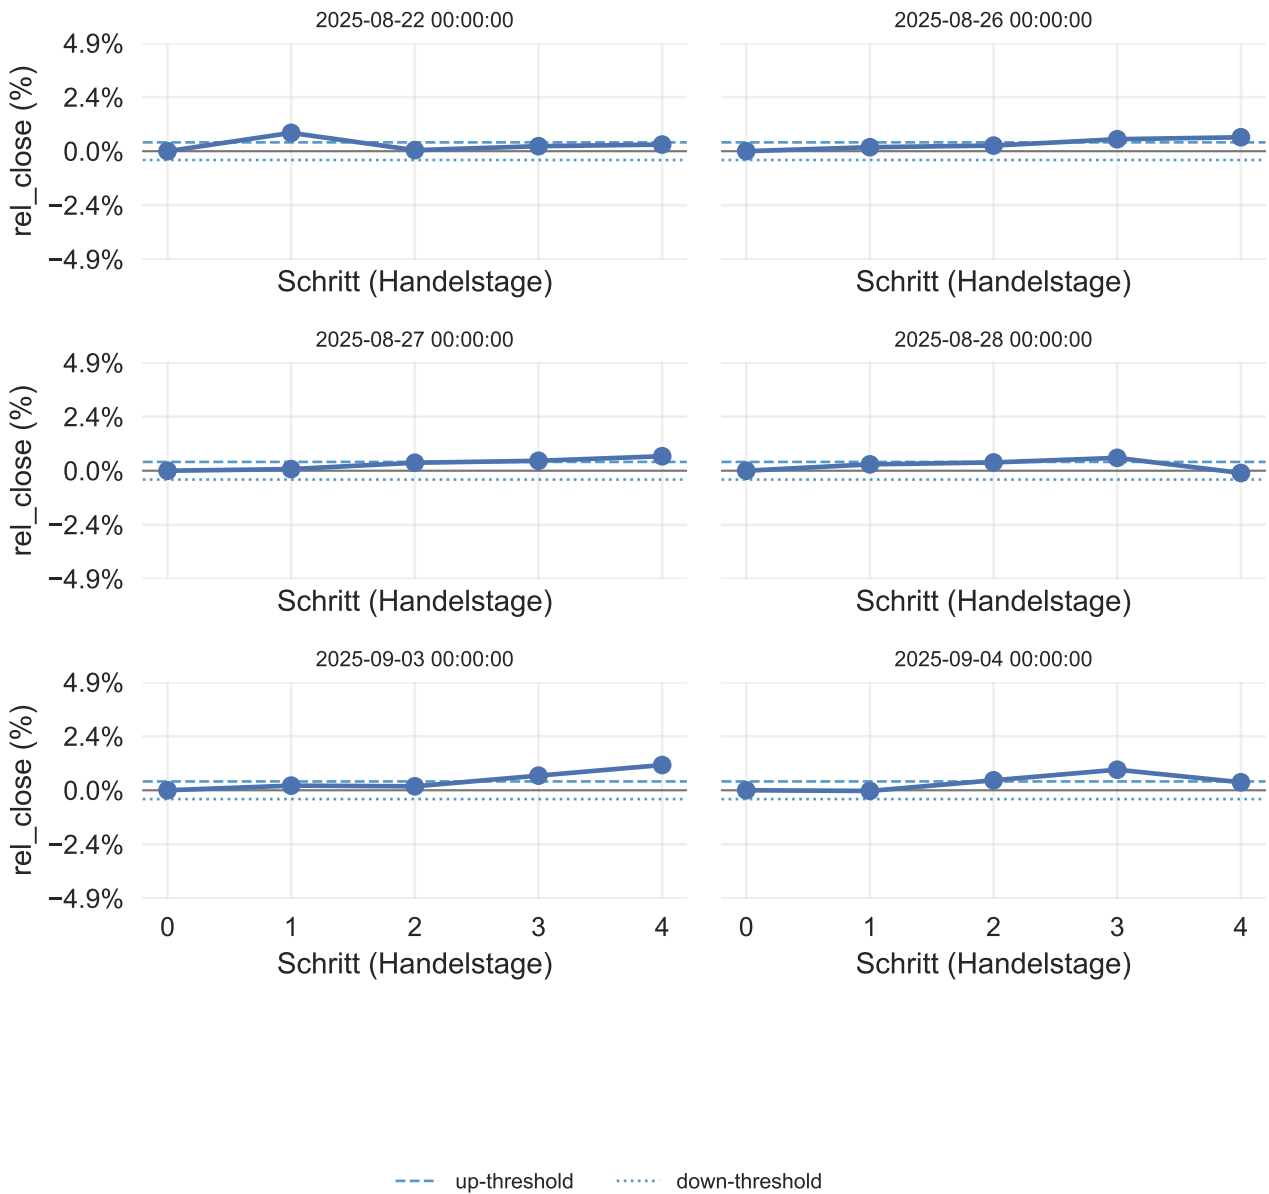 2025-08-22 00:00:00
2025-08-26 00:00:00
4.9%
2.4%
0.0%
−2.4%
−4.9%
rel_close (%)
Schritt (Handelstage)
Schritt (Handelstage)
2025-08-27 00:00:00
2025-08-28 00:00:00
4.9%
2.4%
0.0%
−2.4%
−4.9%
rel_close (%)
Schritt (Handelstage)
Schritt (Handelstage)
2025-09-03 00:00:00
2025-09-04 00:00:00
4.9%
2.4%
0.0%
−2.4%
−4.9%
rel_close (%)
0 1 2 3 4
0 1 2 3 4
Schritt (Handelstage)
Schritt (Handelstage)
up-threshold down-threshold